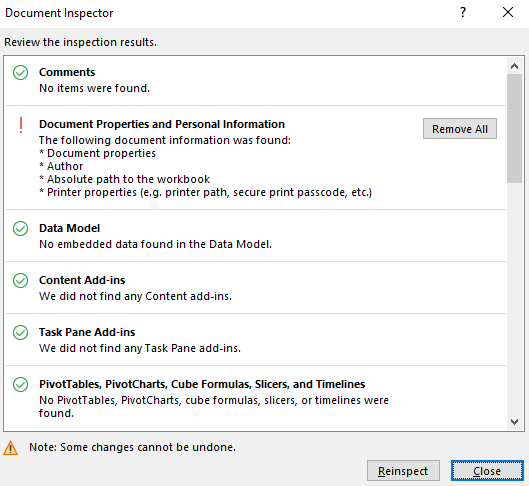 Document Inspector
Review the inspection results.
Comments
No items were found.
Document Properties and Personal Information
Remove All
The following document information was found:
* Document properties
* Author
* Absolute path to the workbook
* Printer properties (e.g. printer path, secure print passcode, etc.)
Data Model
No embedded data found in the Data Model.
Content Add-ins
We did not find any Content add-ins.
Task Pane Add-ins
We did not find any Task Pane add-ins.
PivotTables, PivotCharts, Cube Formulas, Slicers, and Timelines
No PivotTables, PivotCharts, cube formulas, slicers, or timelines were
found.
Note: Some changes cannot be undone.
Reinspect
Close